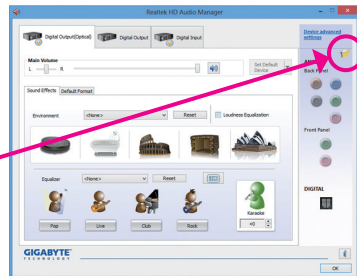 Realtek HD Audio Manager
Digital Output(Optical)
Digital Output
Digital Input
Device advanced
settings
Main Volume
L
R
Set Default
Device
Back Panel
Sound Effects
Default Format
Environment
<None>
Reset
Loudness Equalization
Front Panel
Equalizer
<None>
Reset
DIGITAL
Pop
Live
Club
Rock
Karaoke
+0
GIGABYTE
TECHNOLOGY
OK